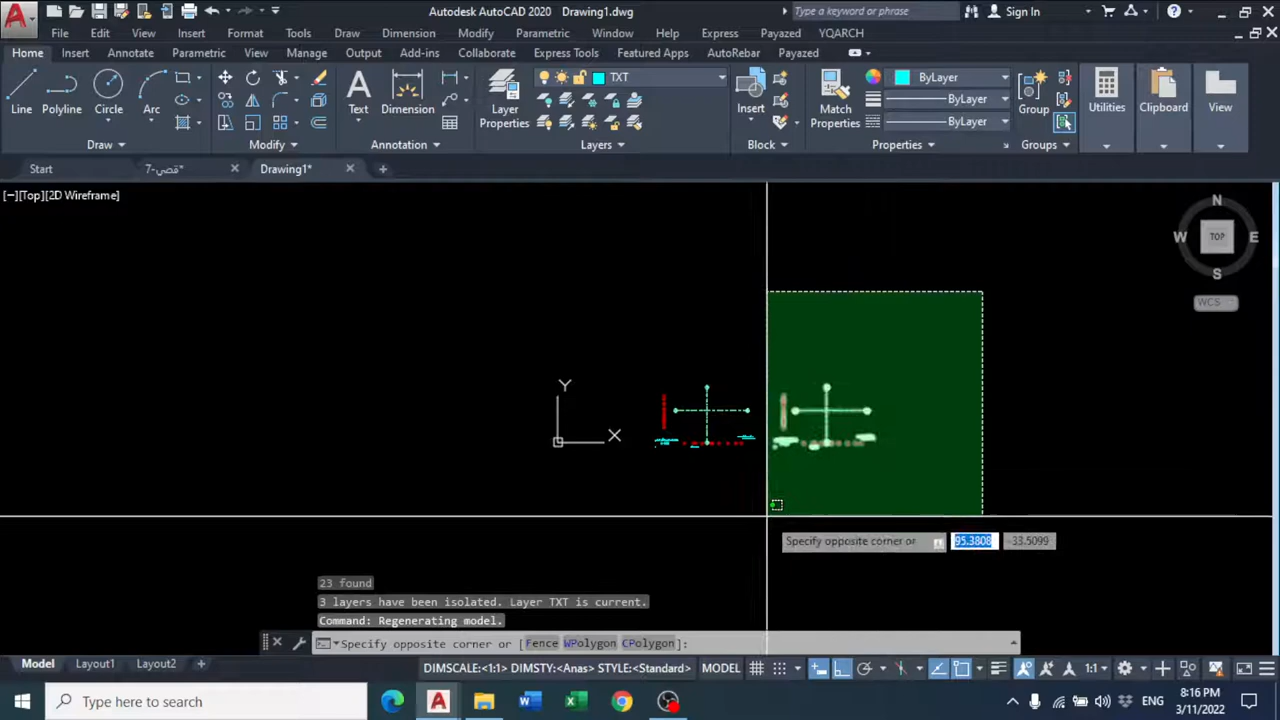 Autodesk AutoCAD 2020 Drawing1.dwg
Type a keyword or phrase
Sign In
File Edit View Insert Format Tools Draw Dimension Modify Parametric Window Help Express Payazed YQARCH
Home Insert Annotate Parametric View Manage Output Add-ins Collaborate Express Tools Featured Apps AutoRebar Payazed
Line Polyline Circle Arc
Text Dimension
Layer Properties
TXT
Insert
Match Properties
ByLayer
ByLayer
ByLayer
Group
Utilities
Clipboard
View
Draw Modify Annotation Layers Block Properties Groups
Start
قصي-7*
Drawing1*
[−][Top][2D Wireframe]
N
W TOP E
S
WCS
Y
X
Specify opposite corner or 95.3808 -33.5099
23 found
3 layers have been isolated. Layer TXT is current.
Command: Regenerating model.
Specify opposite corner or [Fence WPolygon CPolygon]:
Model Layout1 Layout2
DIMSCALE:<1:1> DIMSTY:<Anas> STYLE:<Standard>
MODEL
1:1
Type here to search
ENG
8:16 PM
3/11/2022